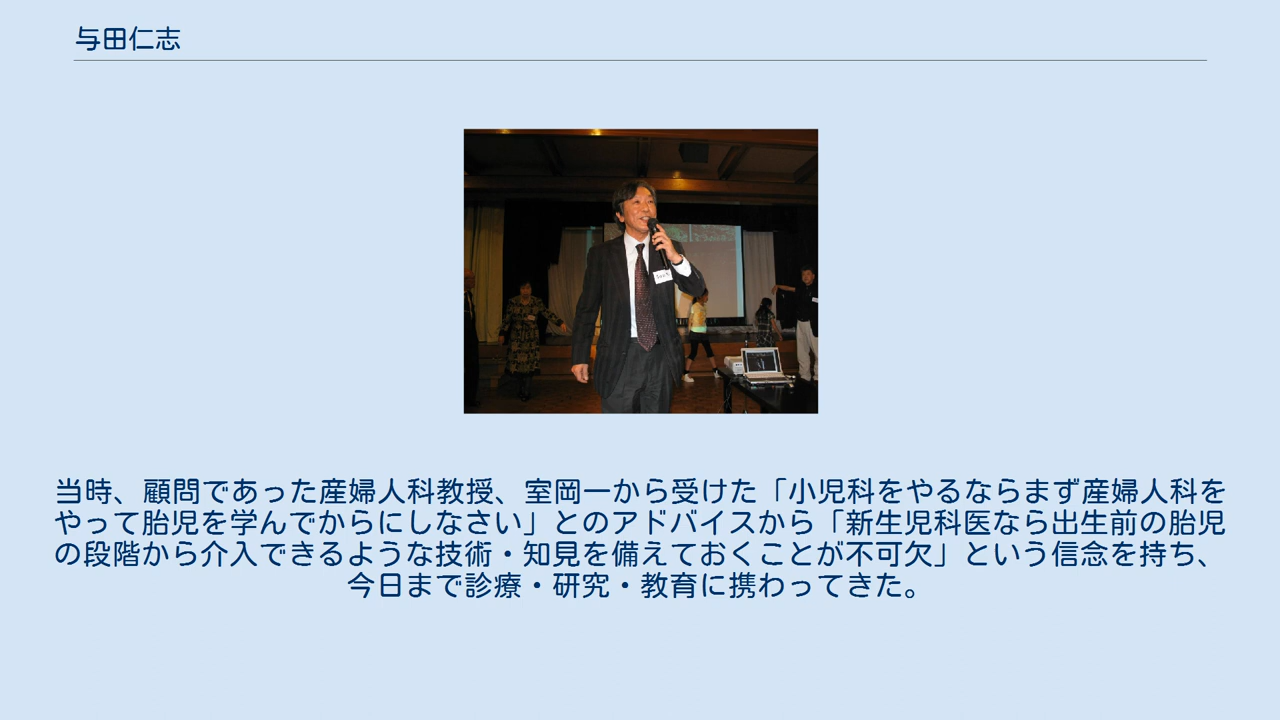 与田仁志
当時、顧問であった産婦人科教授、室岡一から受けた「小児科をやるならまず産婦人科を
やって胎児を学んでからにしなさい」とのアドバイスから「新生児科医なら出生前の胎児
の段階から介入できるような技術・知見を備えておくことが不可欠」という信念を持ち、
今日まで診療・研究・教育に携わってきた。